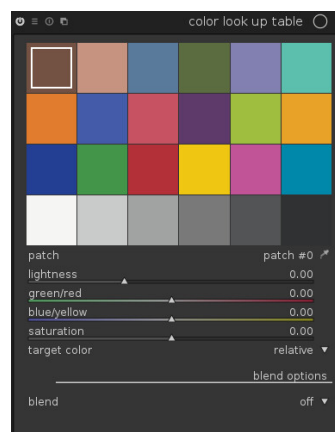 color look up table
patch patch #0
lightness 0.00
green/red 0.00
blue/yellow 0.00
saturation 0.00
target color relative
blend options
blend off